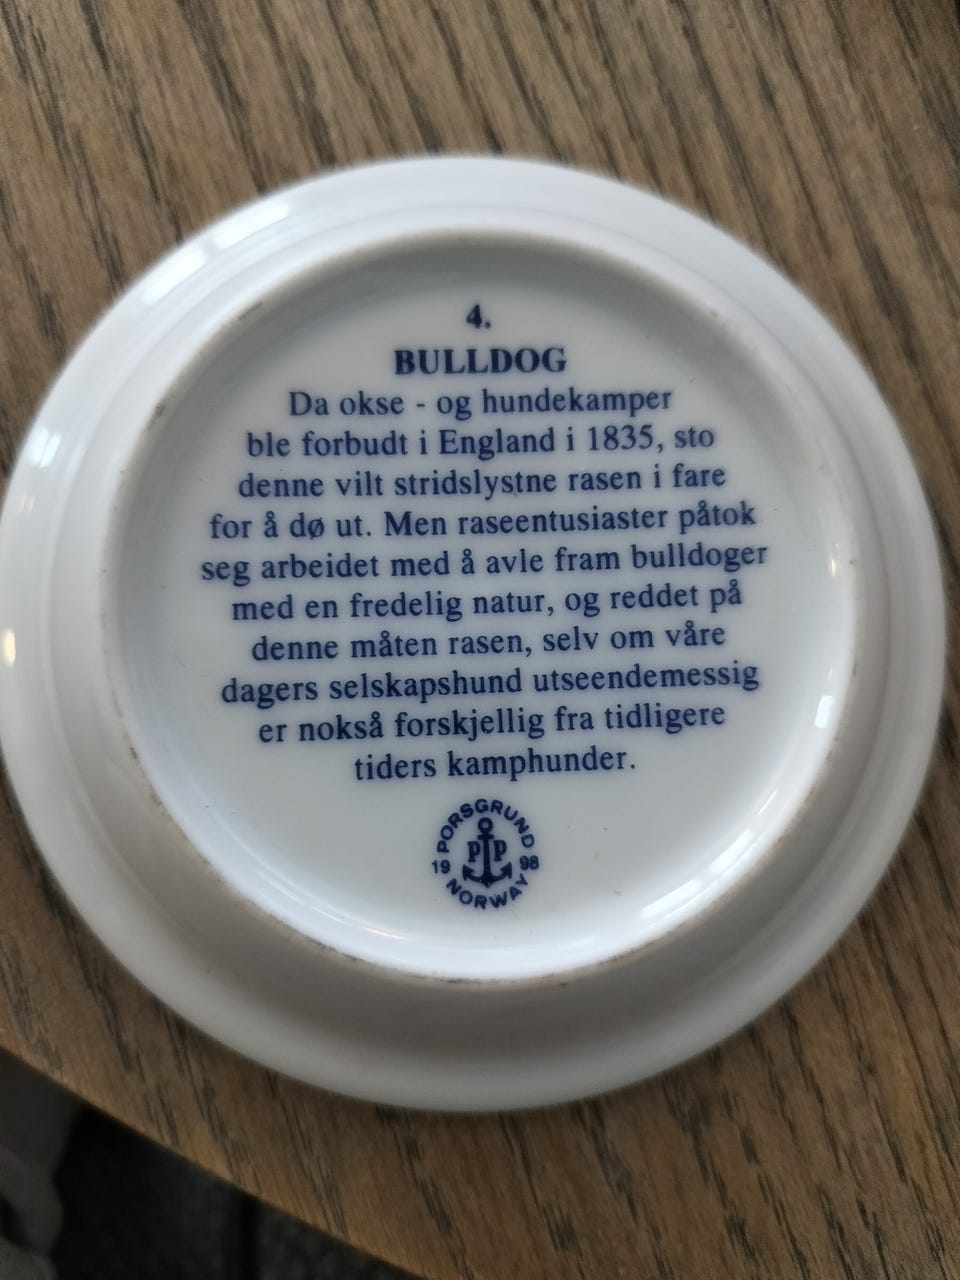 4.
BULLDOG
Da okse - og hundekamper
ble forbudt i England i 1835, sto
denne vilt stridslystne rasen i fare
for å dø ut. Men raseentusiaster påtok
seg arbeidet med å avle fram bulldoger
med en fredelig natur, og reddet på
denne måten rasen, selv om våre
dagers selskapshund utseendemessig
er nokså forskjellig fra tidligere
tiders kamphunder.
PORSGRUND
PP
19 98
NORWAY